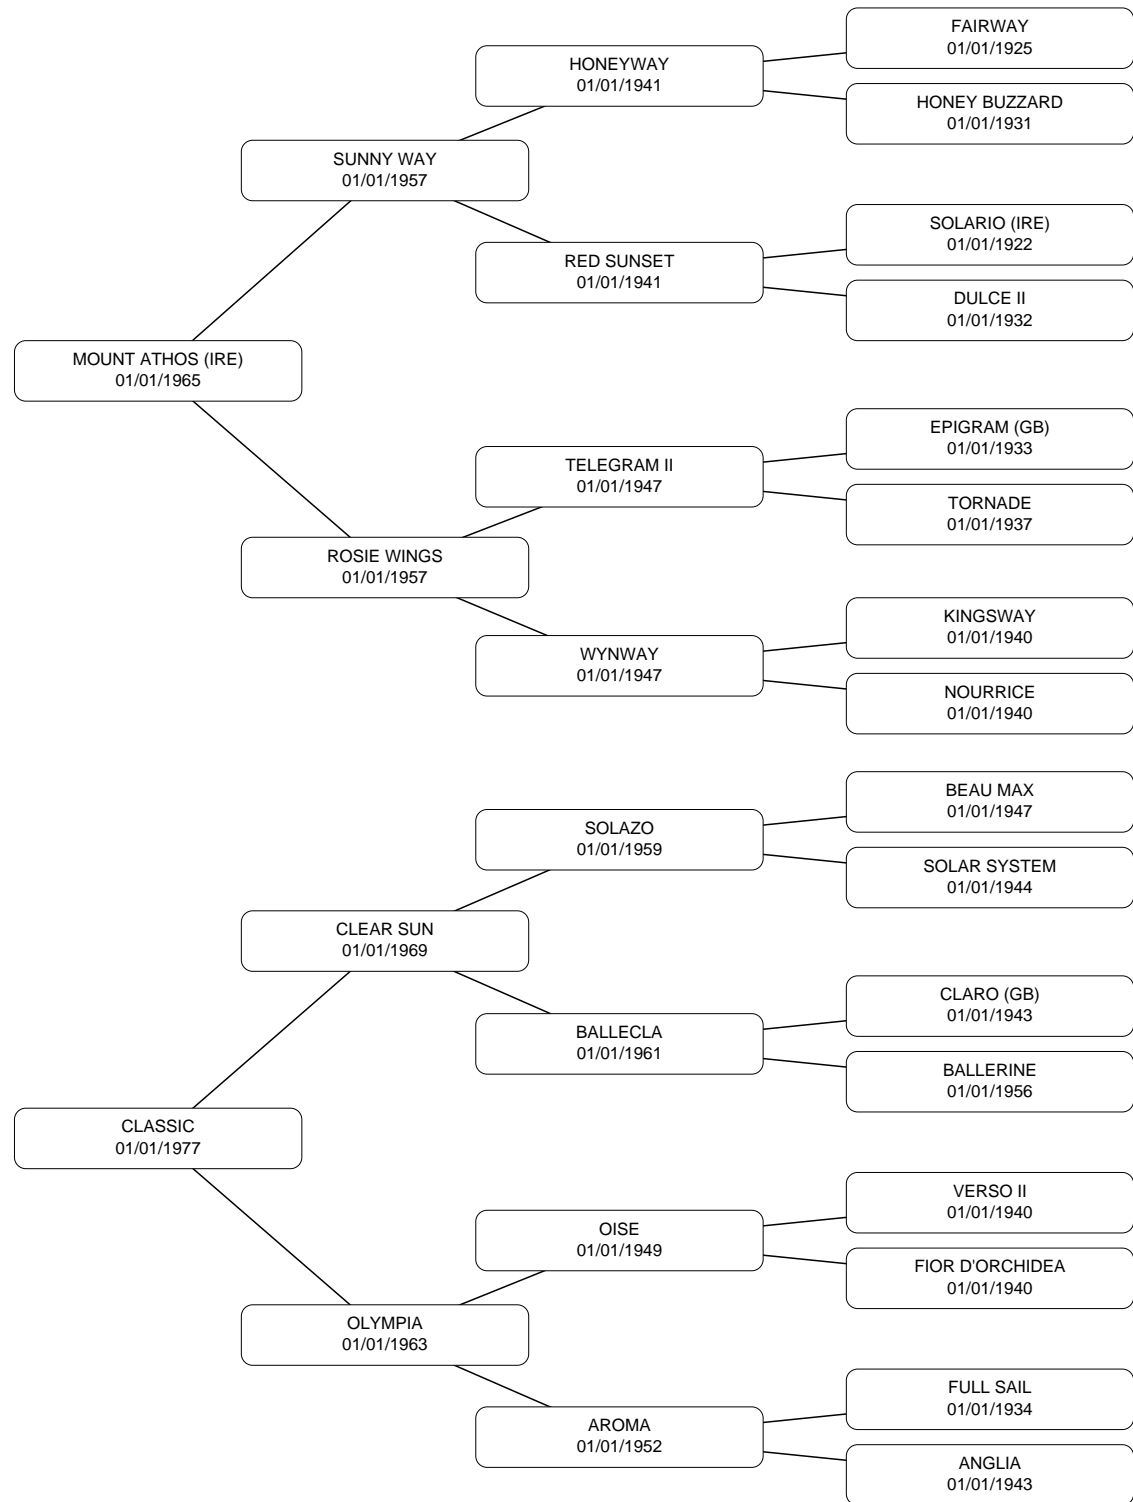 FAIRWAY
01/01/1925
HONEYWAY
01/01/1941
HONEY BUZZARD
01/01/1931
SUNNY WAY
01/01/1957
SOLARIO (IRE)
01/01/1922
RED SUNSET
01/01/1941
DULCE II
01/01/1932
MOUNT ATHOS (IRE)
01/01/1965
EPIGRAM (GB)
01/01/1933
TELEGRAM II
01/01/1947
TORNADE
01/01/1937
ROSIE WINGS
01/01/1957
KINGSWAY
01/01/1940
WYNWAY
01/01/1947
NOURRICE
01/01/1940
BEAU MAX
01/01/1947
SOLAZO
01/01/1959
SOLAR SYSTEM
01/01/1944
CLEAR SUN
01/01/1969
CLARO (GB)
01/01/1943
BALLECLA
01/01/1961
BALLERINE
01/01/1956
CLASSIC
01/01/1977
VERSO II
01/01/1940
OISE
01/01/1949
FIOR D'ORCHIDEA
01/01/1940
OLYMPIA
01/01/1963
FULL SAIL
01/01/1934
AROMA
01/01/1952
ANGLIA
01/01/1943